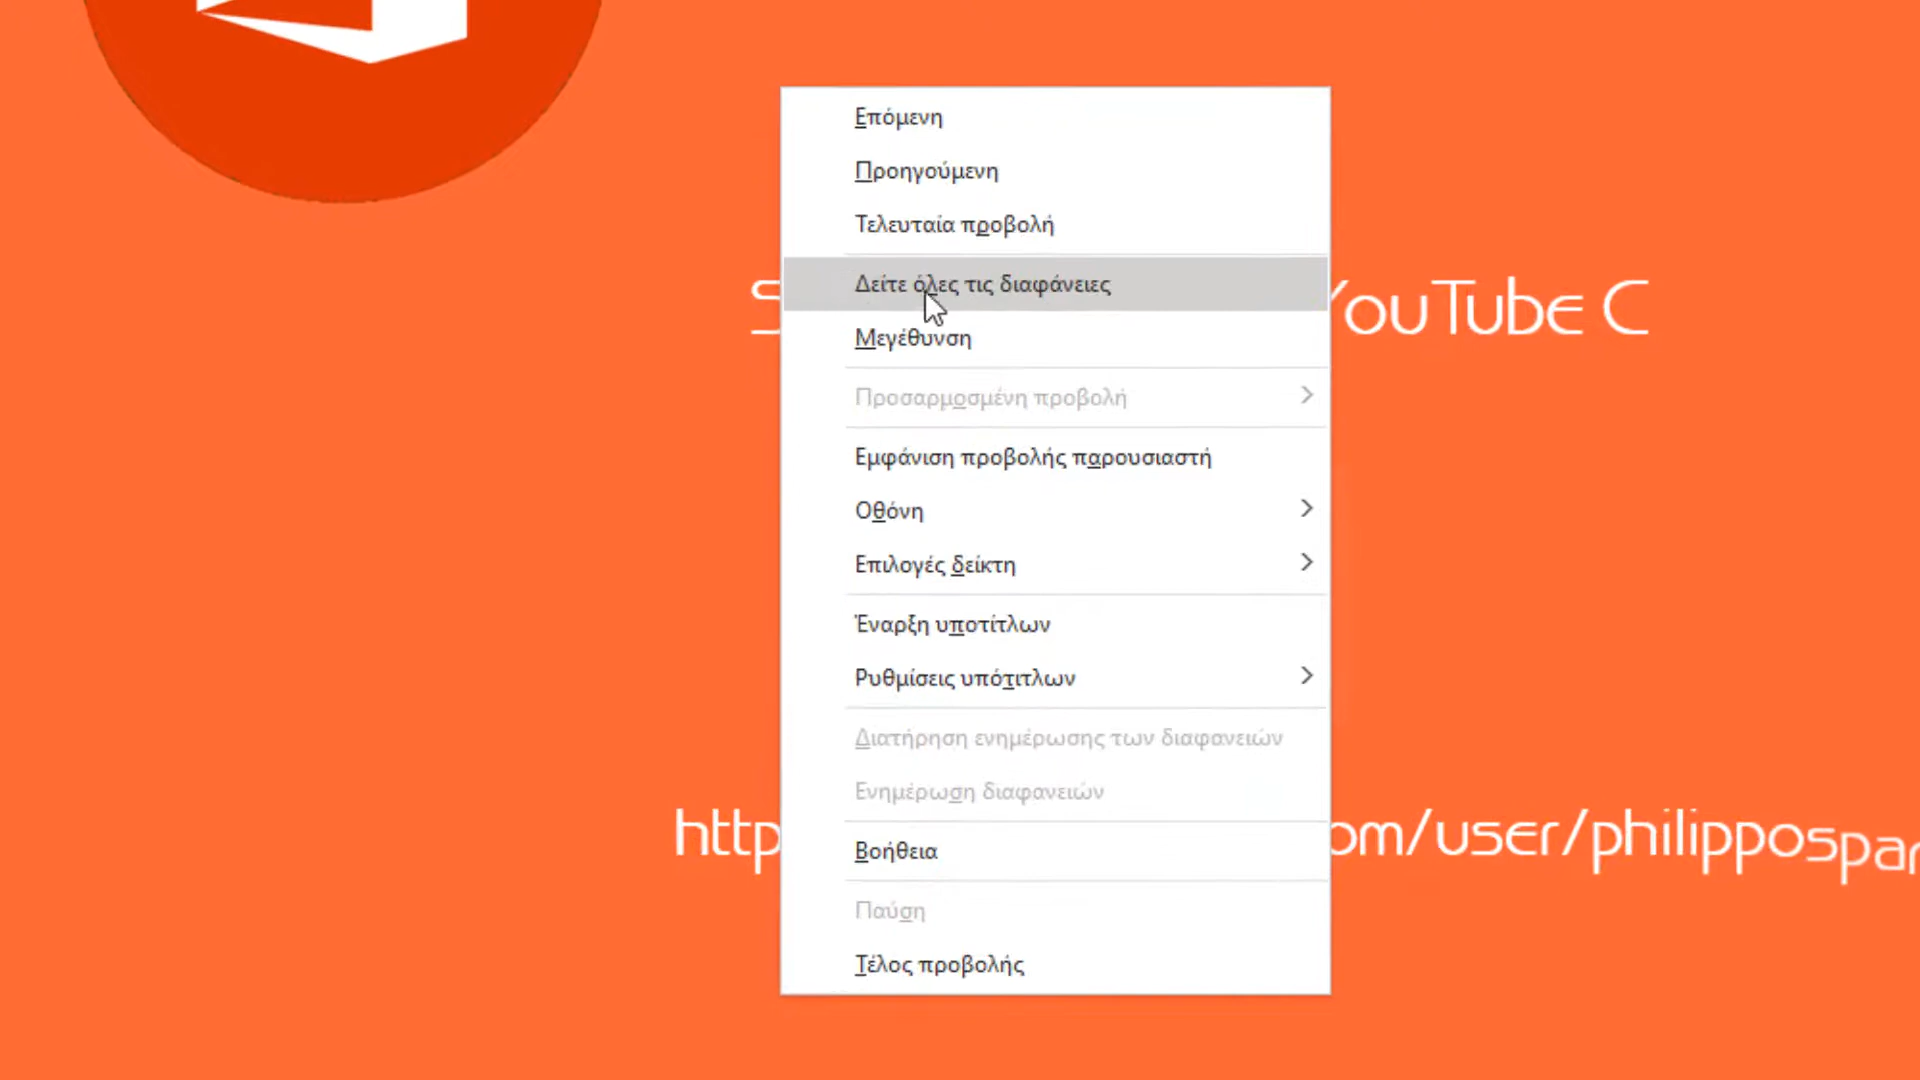 Επόμενη
Προηγούμενη
Τελευταία προβολή
Δείτε όλες τις διαφάνειες
YouTube C
Μεγέθυνση
Προσαρμοσμένη προβολή
Εμφάνιση προβολής παρουσιαστή
Οθόνη
Επιλογές δείκτη
Έναρξη υποτίτλων
Ρυθμίσεις υπότιτλων
Διατήρηση ενημέρωσης των διαφανειών
Ενημέρωση διαφανειών
http om/user/philippospan
Βοήθεια
Παύση
Τέλος προβολής